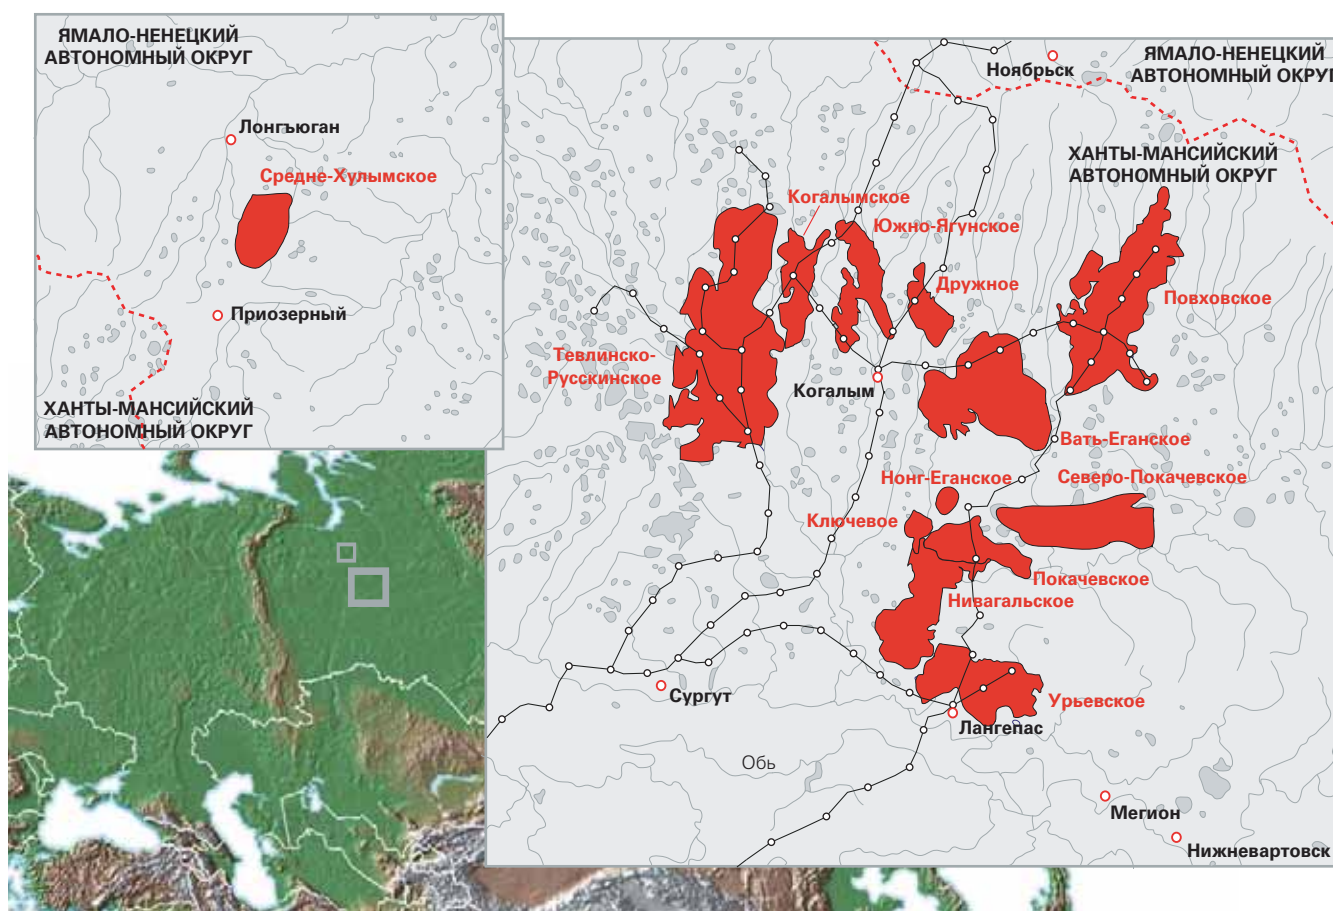 ЯМАЛО-НЕНЕЦКИЙ
АВТОНОМНЫЙ ОКРУГ
Лонгъюган
Средне-Хулымское
Приозерный
ХАНТЫ-МАНСИЙСКИЙ
АВТОНОМНЫЙ ОКРУГ
Ноябрьск
ЯМАЛО-НЕНЕЦКИЙ
АВТОНОМНЫЙ ОКРУГ
ХАНТЫ-МАНСИЙСКИЙ
АВТОНОМНЫЙ ОКРУГ
Когалымское
Южно-Ягунское
Дружное
Повховское
Тевлинско-
Русскинское
Когалым
Вать-Еганское
Нонг-Еганское
Северо-Покачевское
Ключевое
Покачевское
Нивагальское
Сургут
Урьевское
Лангепас
Обь
Мегион
Нижневартовск